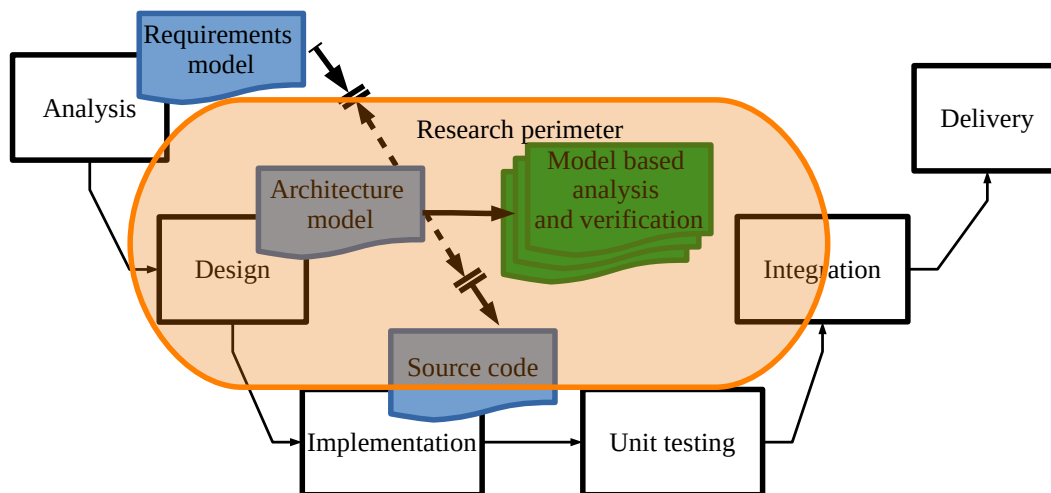 Requirements
model
Analysis
Delivery
Research perimeter
Model based
analysis
and verification
Architecture
model
Design
Integration
Source code
Implementation
Unit testing